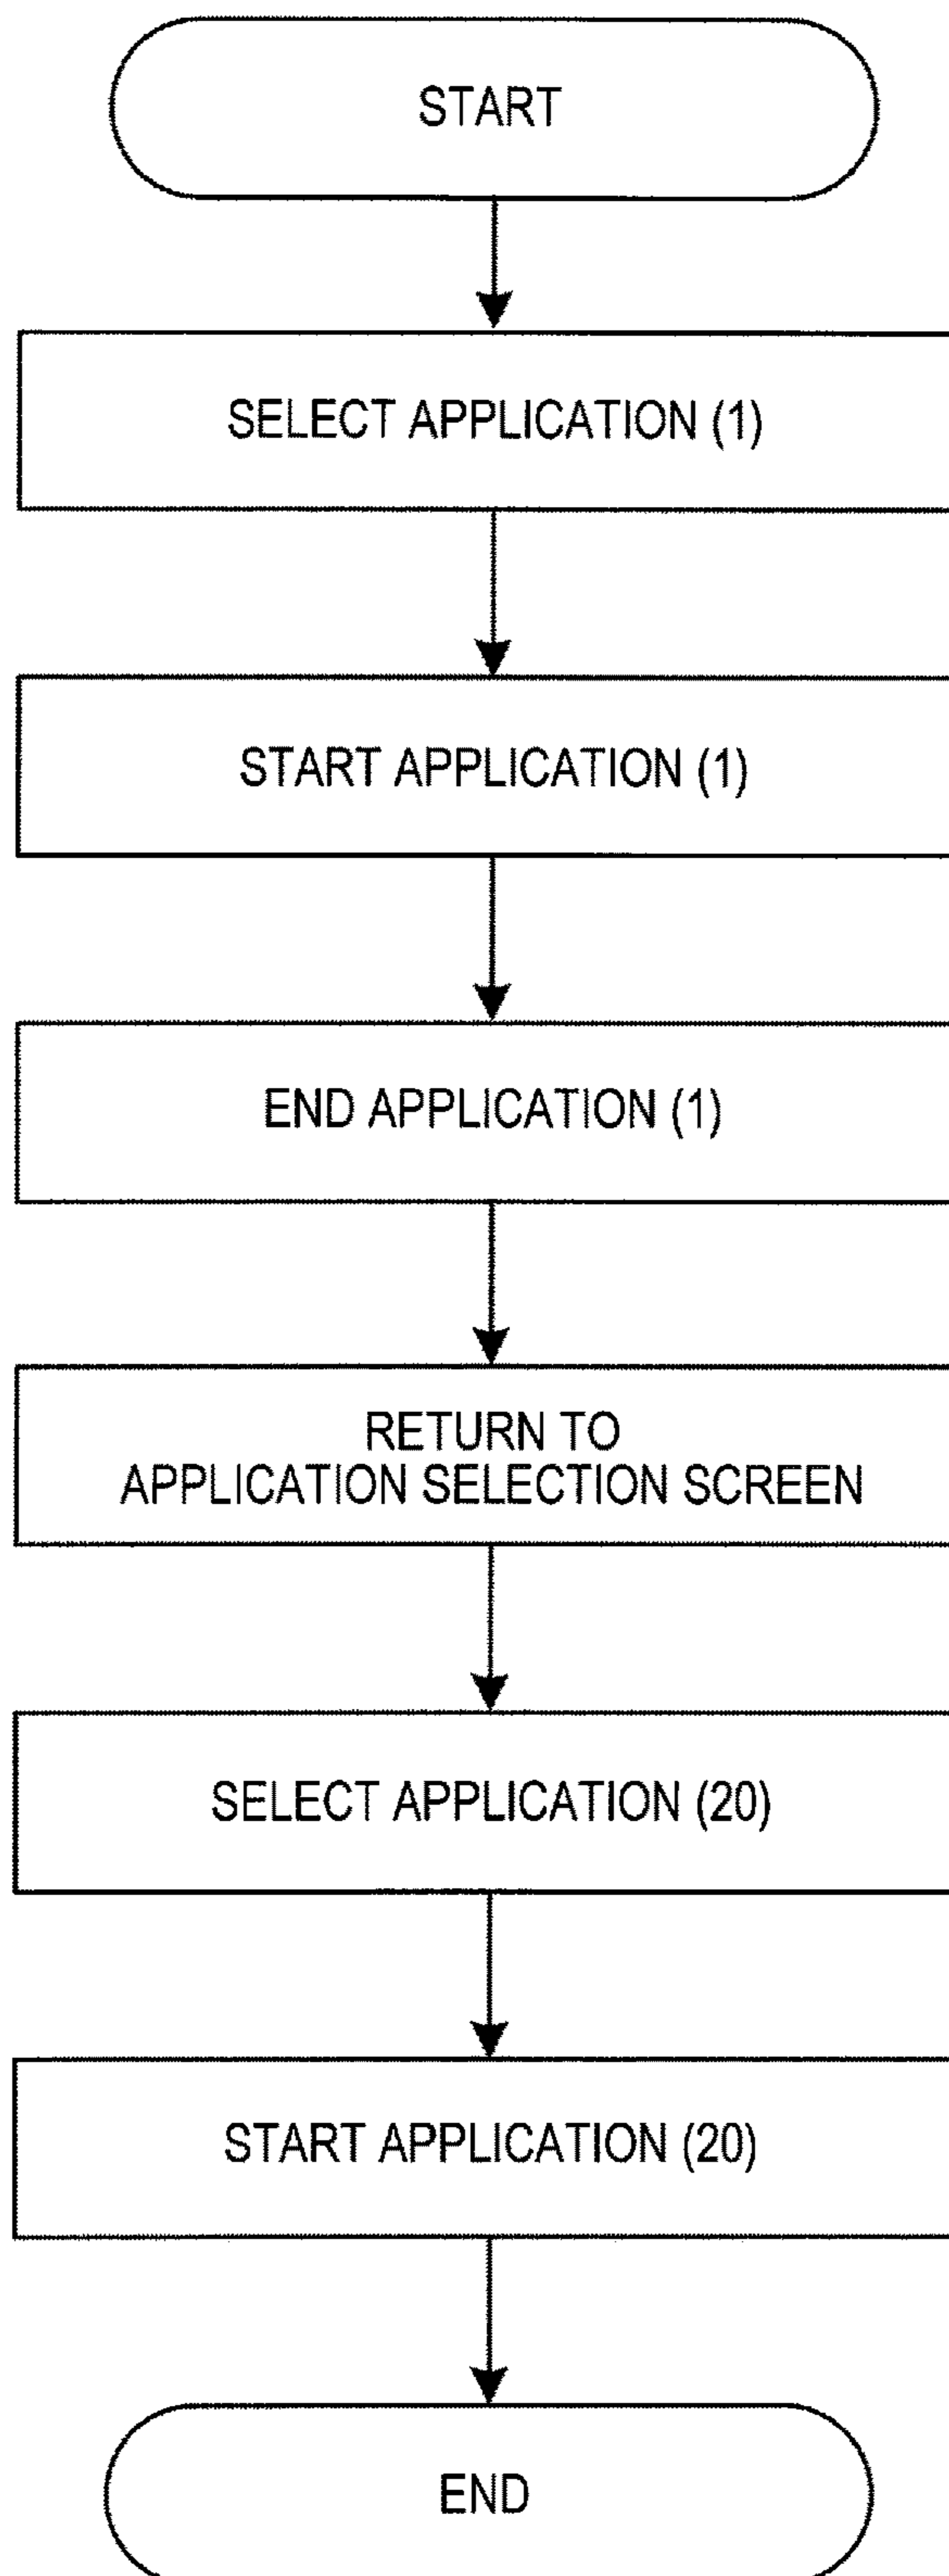 START
SELECT APPLICATION (1)
START APPLICATION (1)
END APPLICATION (1)
RETURN TO
APPLICATION SELECTION SCREEN
SELECT APPLICATION (20)
START APPLICATION (20)
END